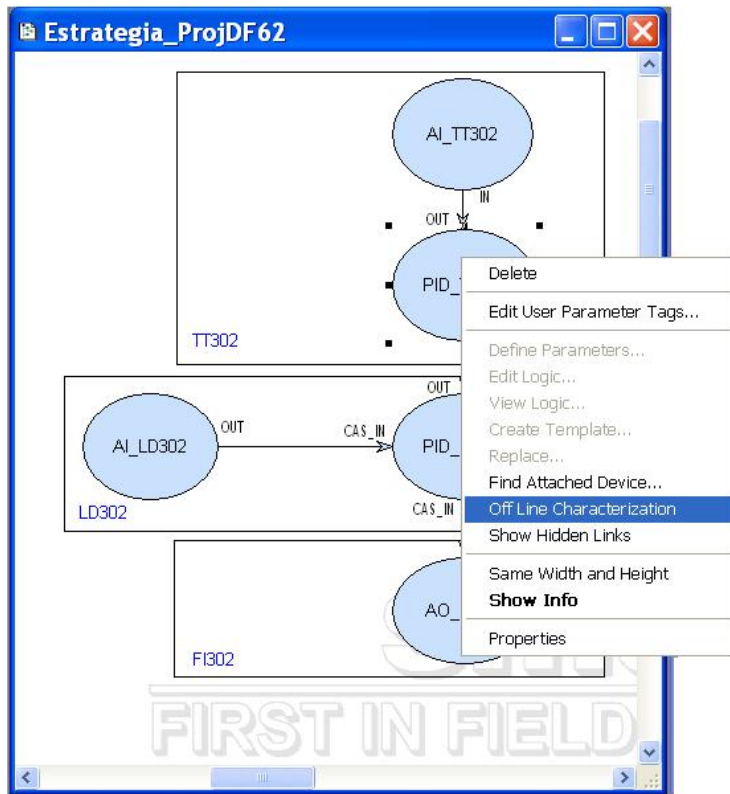 Estrategia_ProjDF62
AI_TT302
IN
OUT
PID_
TT302
OUT
AI_LD302
OUT
CAS_IN
PID_
LD302
CAS_IN
AO_
FI302
FIRST IN FIELD
Delete
Edit User Parameter Tags...
Define Parameters...
Edit Logic...
View Logic...
Create Template...
Replace...
Find Attached Device...
Off Line Characterization
Show Hidden Links
Same Width and Height
Show Info
Properties